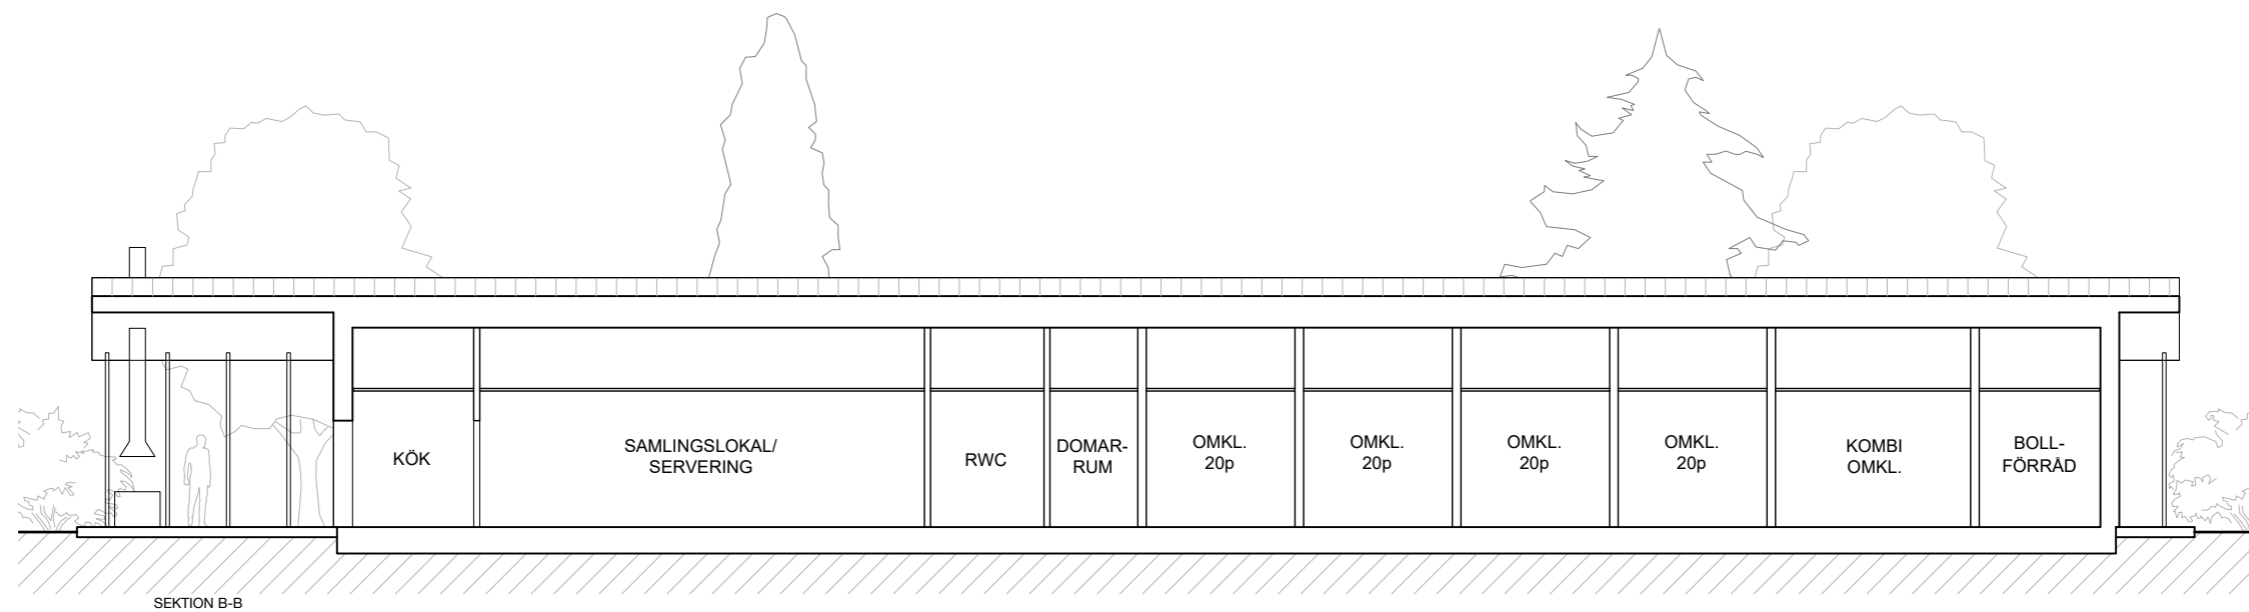 KÖK
SAMLINGSLOKAL/
SERVERING
RWC
DOMAR-
RUM
OMKL.
20p
OMKL.
20p
OMKL.
20p
OMKL.
20p
KOMBI
OMKL.
BOLL-
FÖRRÅD
SEKTION B-B